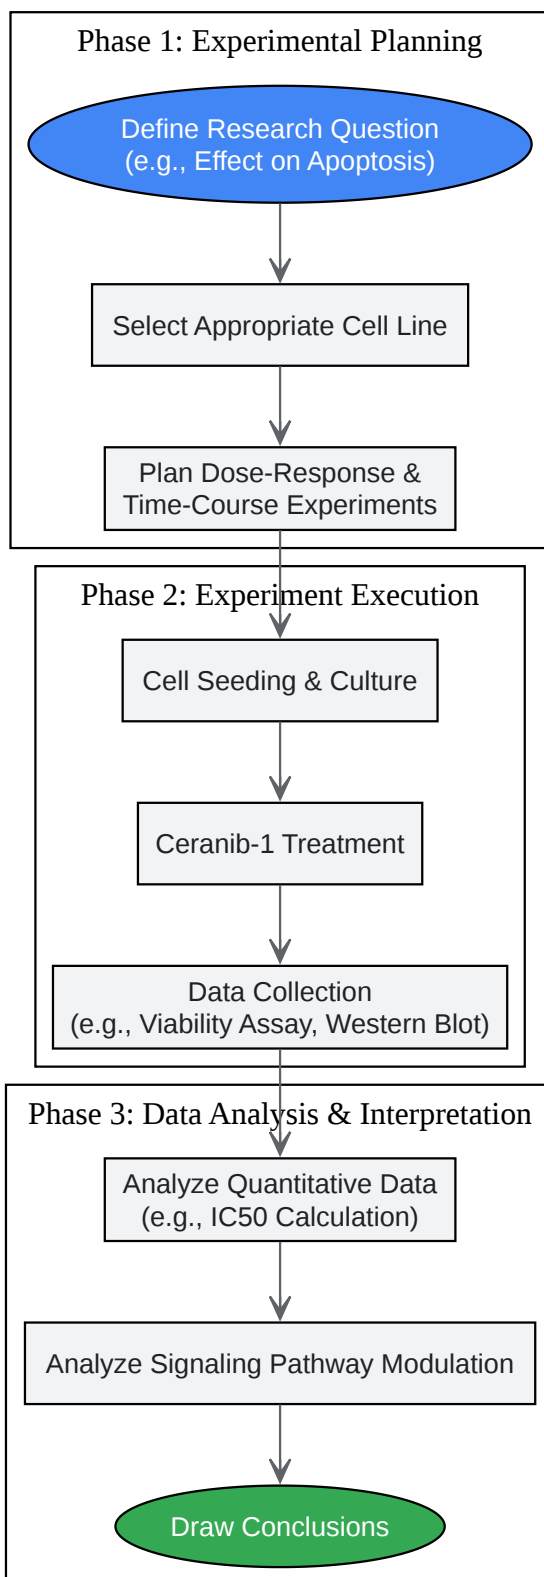 Phase 1: Experimental Planning
Define Research Question
(e.g., Effect on Apoptosis)
Select Appropriate Cell Line
Plan Dose-Response &
Time-Course Experiments
Phase 2: Experiment Execution
Cell Seeding & Culture
Ceranib-1 Treatment
Data Collection
(e.g., Viability Assay, Western Blot)
Phase 3: Data Analysis & Interpretation
Analyze Quantitative Data
(e.g., IC50 Calculation)
Analyze Signaling Pathway Modulation
Draw Conclusions